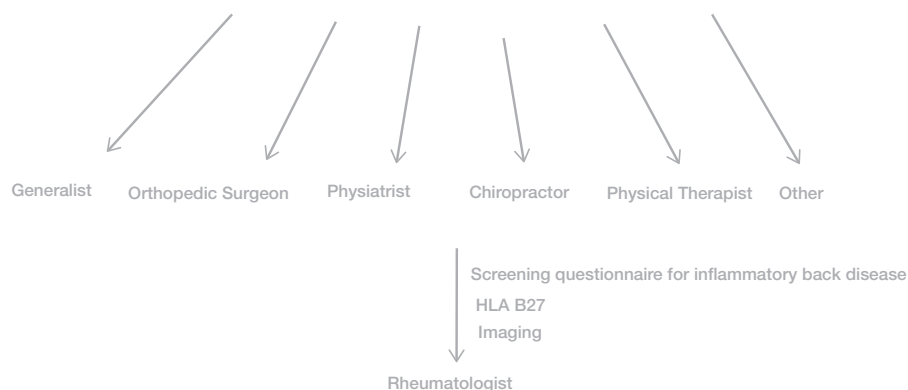 Generalist
Orthopedic Surgeon
Physiatrist
Chiropractor
Physical Therapist
Other
Screening questionnaire for inflammatory back disease
HLA B27
Imaging
Rheumatologist